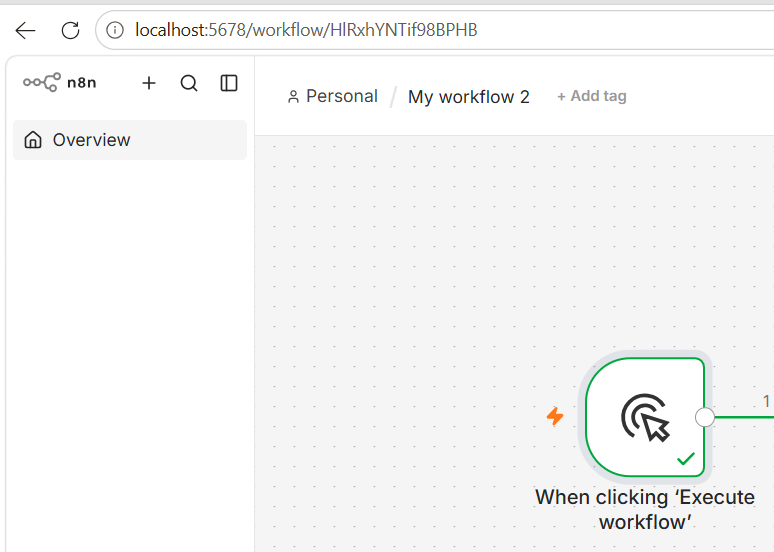 localhost:5678/workflow/HlRxhYNTif98BPHB
n8n
Personal / My workflow 2 + Add tag
Overview
1
When clicking ‘Execute
workflow’